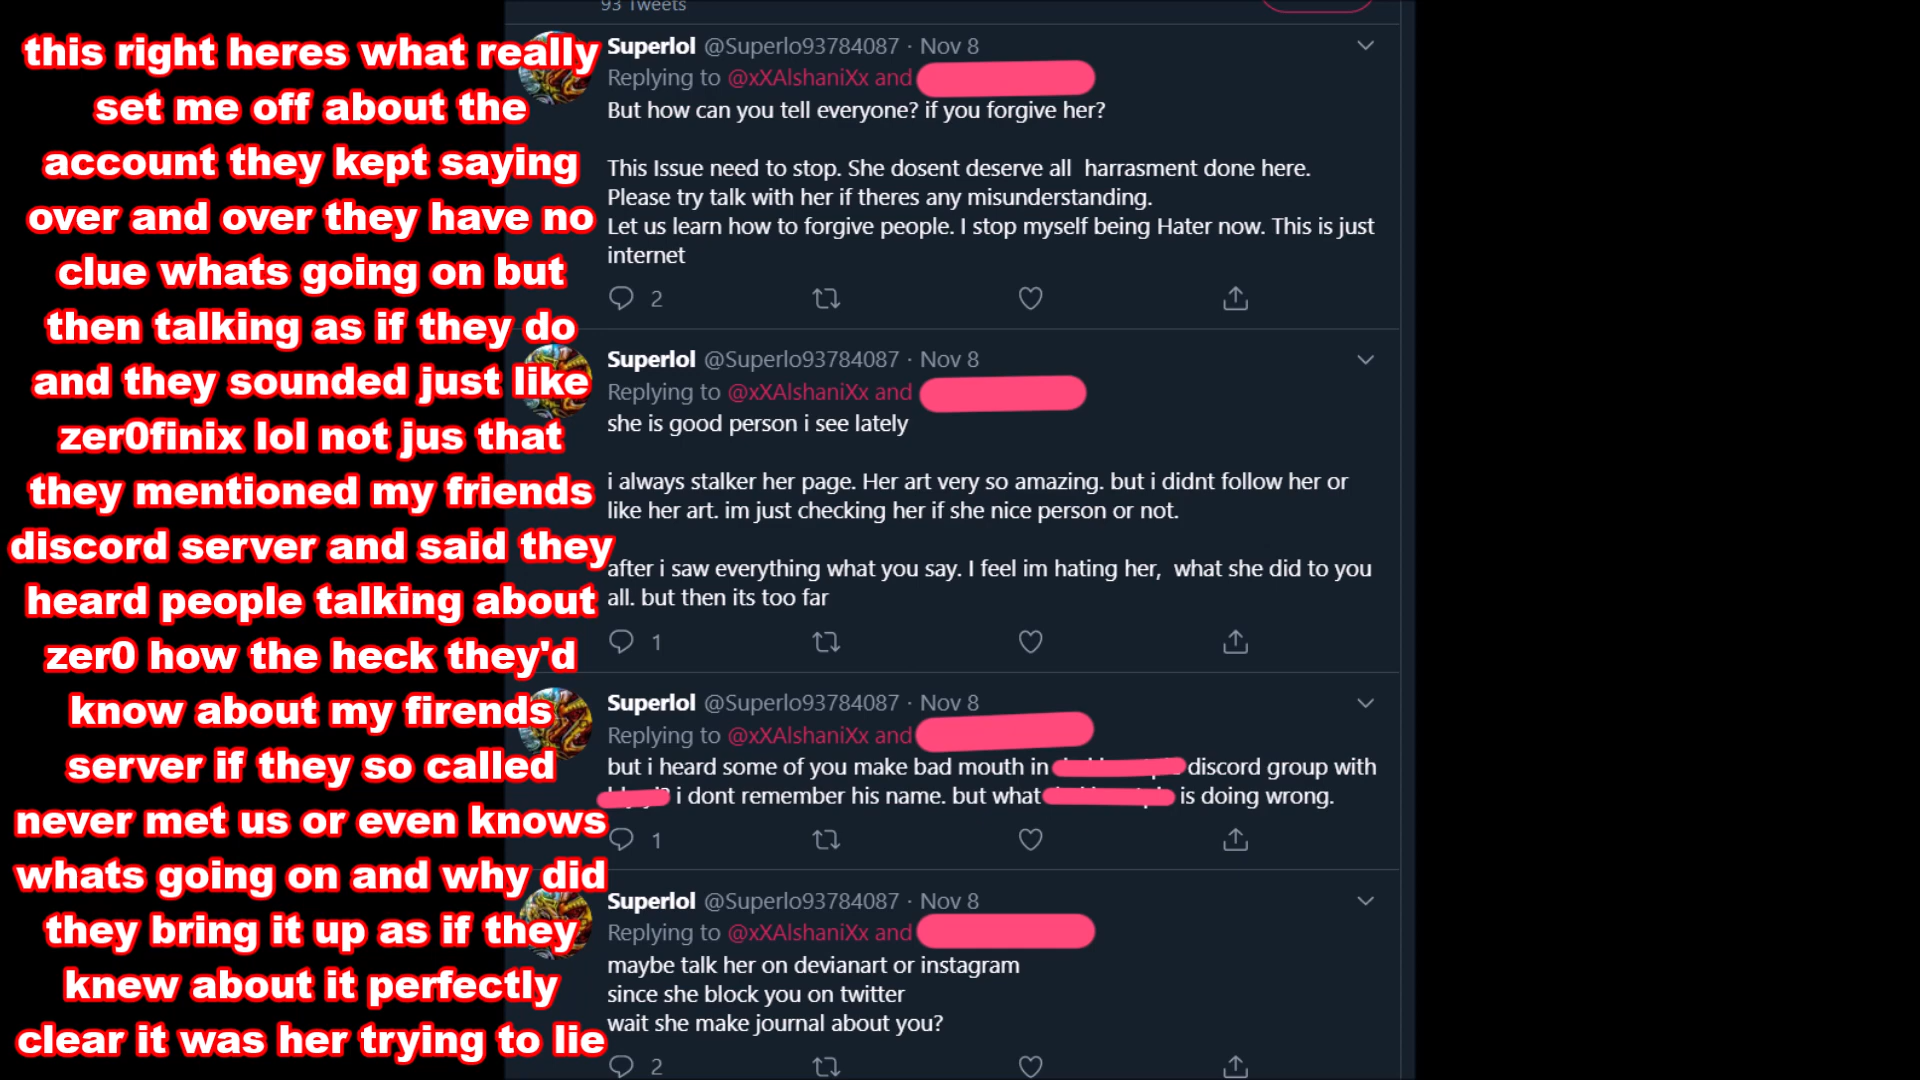 this right heres what really
set me off about the
account they kept saying
over and over they have no
clue whats going on but
then talking as if they do
and they sounded just like
zer0finix lol not jus that
they mentioned my friends
discord server and said they
heard people talking about
zer0 how the heck they'd
know about my firends
server if they so called
never met us or even knows
whats going on and why did
they bring it up as if they
knew about it perfectly
clear it was her trying to lie
93 Tweets
Superlol @Superlo93784087 · Nov 8
Replying to @xXAlshaniXx and
But how can you tell everyone? if you forgive her?
This Issue need to stop. She dosent deserve all harrasment done here.
Please try talk with her if theres any misunderstanding.
Let us learn how to forgive people. I stop myself being Hater now. This is just
internet
2
Superlol @Superlo93784087 · Nov 8
Replying to @xXAlshaniXx and
she is good person i see lately
i always stalker her page. Her art very so amazing. but i didnt follow her or
like her art. im just checking her if she nice person or not.
after i saw everything what you say. I feel im hating her, what she did to you
all. but then its too far
1
Superlol @Superlo93784087 · Nov 8
Replying to @xXAlshaniXx and
but i heard some of you make bad mouth in discord group with
i dont remember his name. but what is doing wrong.
1
Superlol @Superlo93784087 · Nov 8
Replying to @xXAlshaniXx and
maybe talk her on devianart or instagram
since she block you on twitter
wait she make journal about you?
2